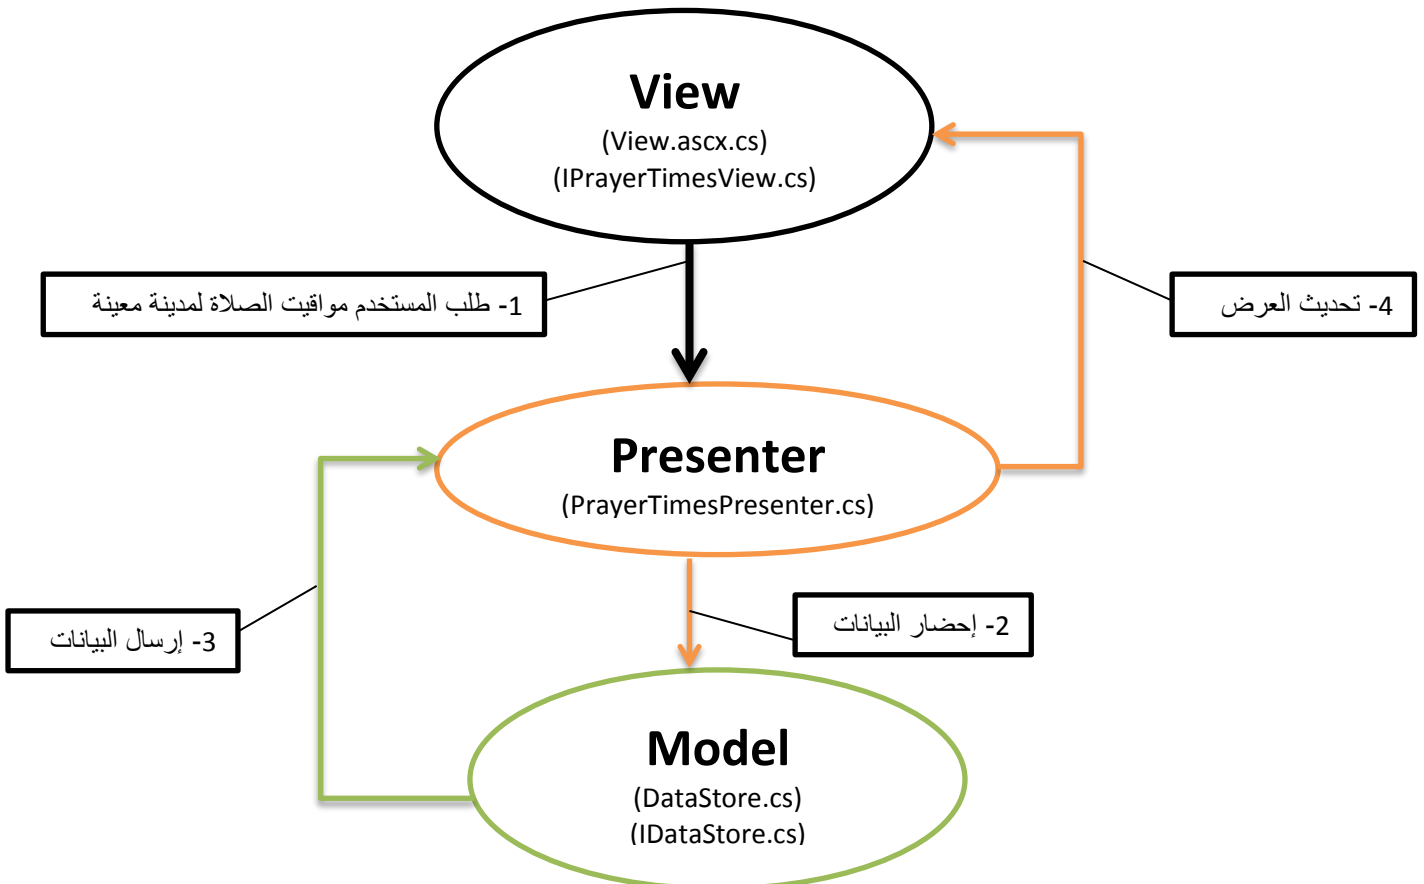 View
(View.ascx.cs)
(IPrayerTimesView.cs)
1- طلب المستخدم مواقيت الصلاة لمدينة معينة
4- تحديث العرض
Presenter
(PrayerTimesPresenter.cs)
2- إحضار البيانات
3- إرسال البيانات
Model
(DataStore.cs)
(IDataStore.cs)